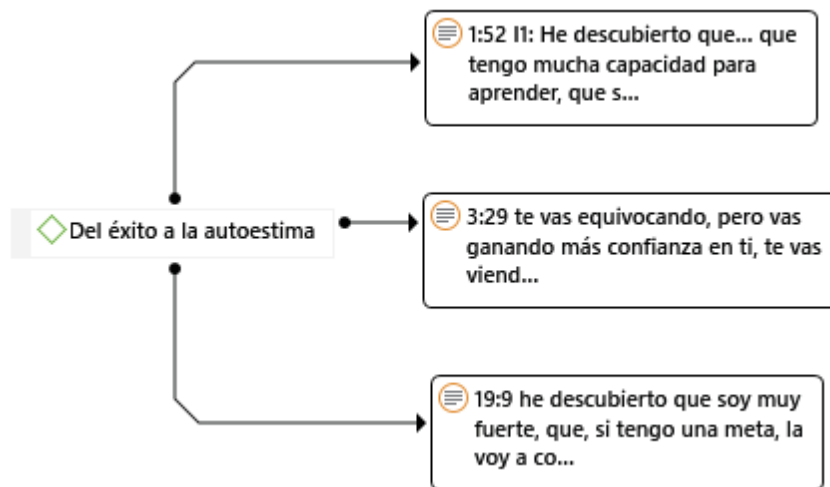 1:52 I1: He descubierto que... que
tengo mucha capacidad para
aprender, que s...
Del éxito a la autoestima
3:29 te vas equivocando, pero vas
ganando más confianza en ti, te vas
viend...
19:9 he descubierto que soy muy
fuerte, que, si tengo una meta, la
voy a co...